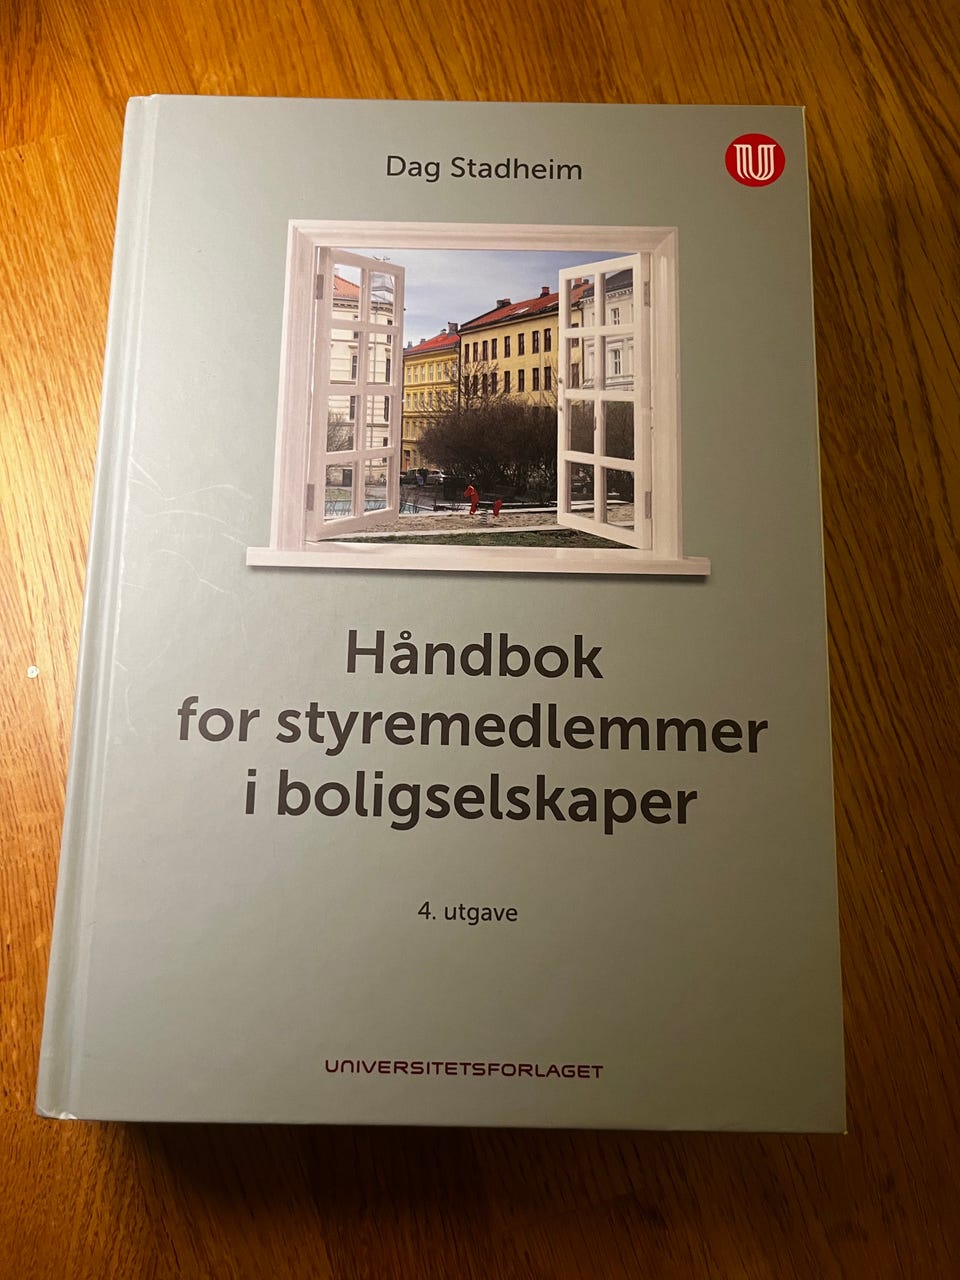 Dag Stadheim
U
Håndbok
for styremedlemmer
i boligselskaper
4. utgave
UNIVERSITETSFORLAGET